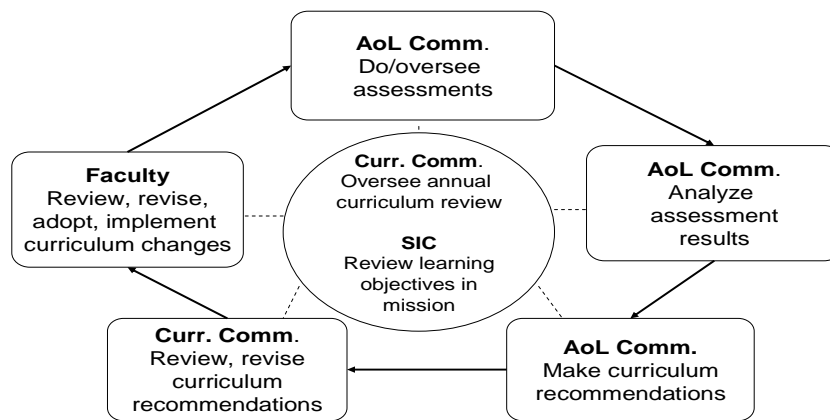 AoL Comm.
Do/oversee
assessments
Curr. Comm.
Oversee annual
curriculum review
SIC
Review learning
objectives in
mission
Faculty
Review, revise,
adopt, implement
curriculum changes
AoL Comm.
Analyze
assessment
results
Curr. Comm.
Review, revise
curriculum
recommendations
AoL Comm.
Make curriculum
recommendations